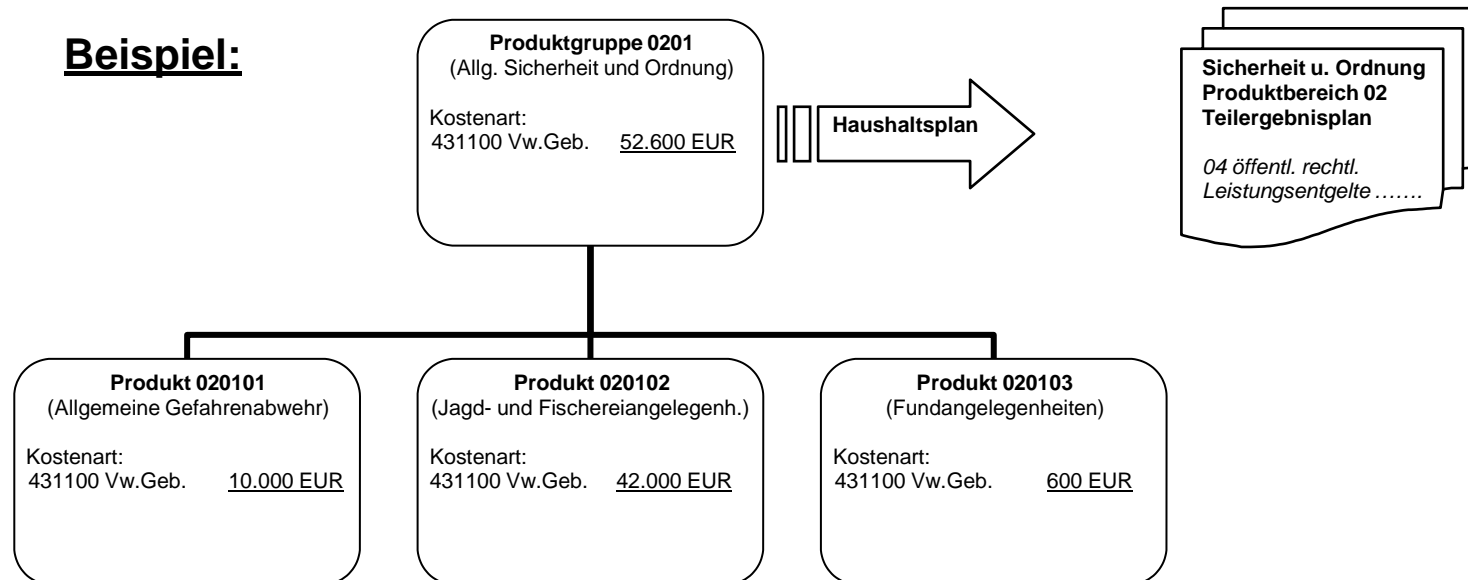 Beispiel:
Produktgruppe 0201
(Allg. Sicherheit und Ordnung)
Kostenart:
431100 Vw.Geb. 52.600 EUR
Haushaltsplan
Sicherheit u. Ordnung
Produktbereich 02
Teilergebnisplan
04 öffentl. rechtl.
Leistungsentgelte …….
Produkt 020101
(Allgemeine Gefahrenabwehr)
Kostenart:
431100 Vw.Geb. 10.000 EUR
Produkt 020102
(Jagd- und Fischereiangelegenh.)
Kostenart:
431100 Vw.Geb. 42.000 EUR
Produkt 020103
(Fundangelegenheiten)
Kostenart:
431100 Vw.Geb. 600 EUR